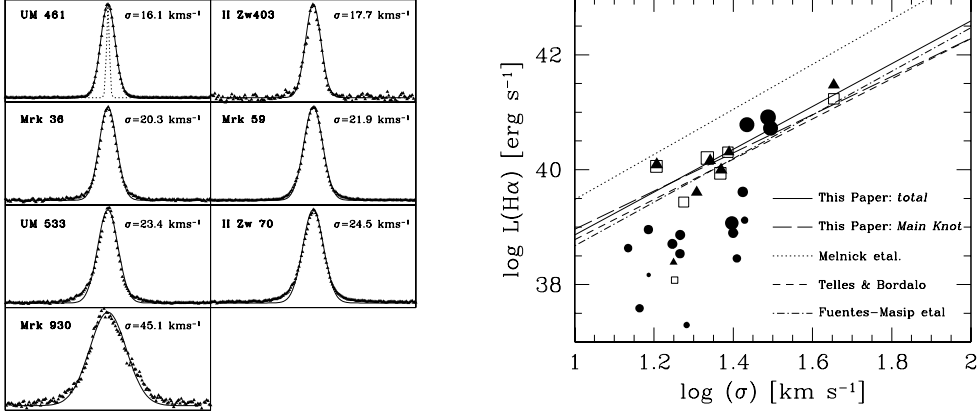 UM 461 σ=16.1 kms⁻¹
II Zw403 σ=17.7 kms⁻¹
Mrk 36 σ=20.3 kms⁻¹
Mrk 59 σ=21.9 kms⁻¹
UM 533 σ=23.4 kms⁻¹
II Zw 70 σ=24.5 kms⁻¹
Mrk 930 σ=45.1 kms⁻¹
log L(Hα) [erg s⁻¹]
42
40
38
This Paper: total
This Paper: Main Knot
Melnick etal.
Telles & Bordalo
Fuentes-Masip etal
1 1.2 1.4 1.6 1.8 2
log (σ) [km s⁻¹]